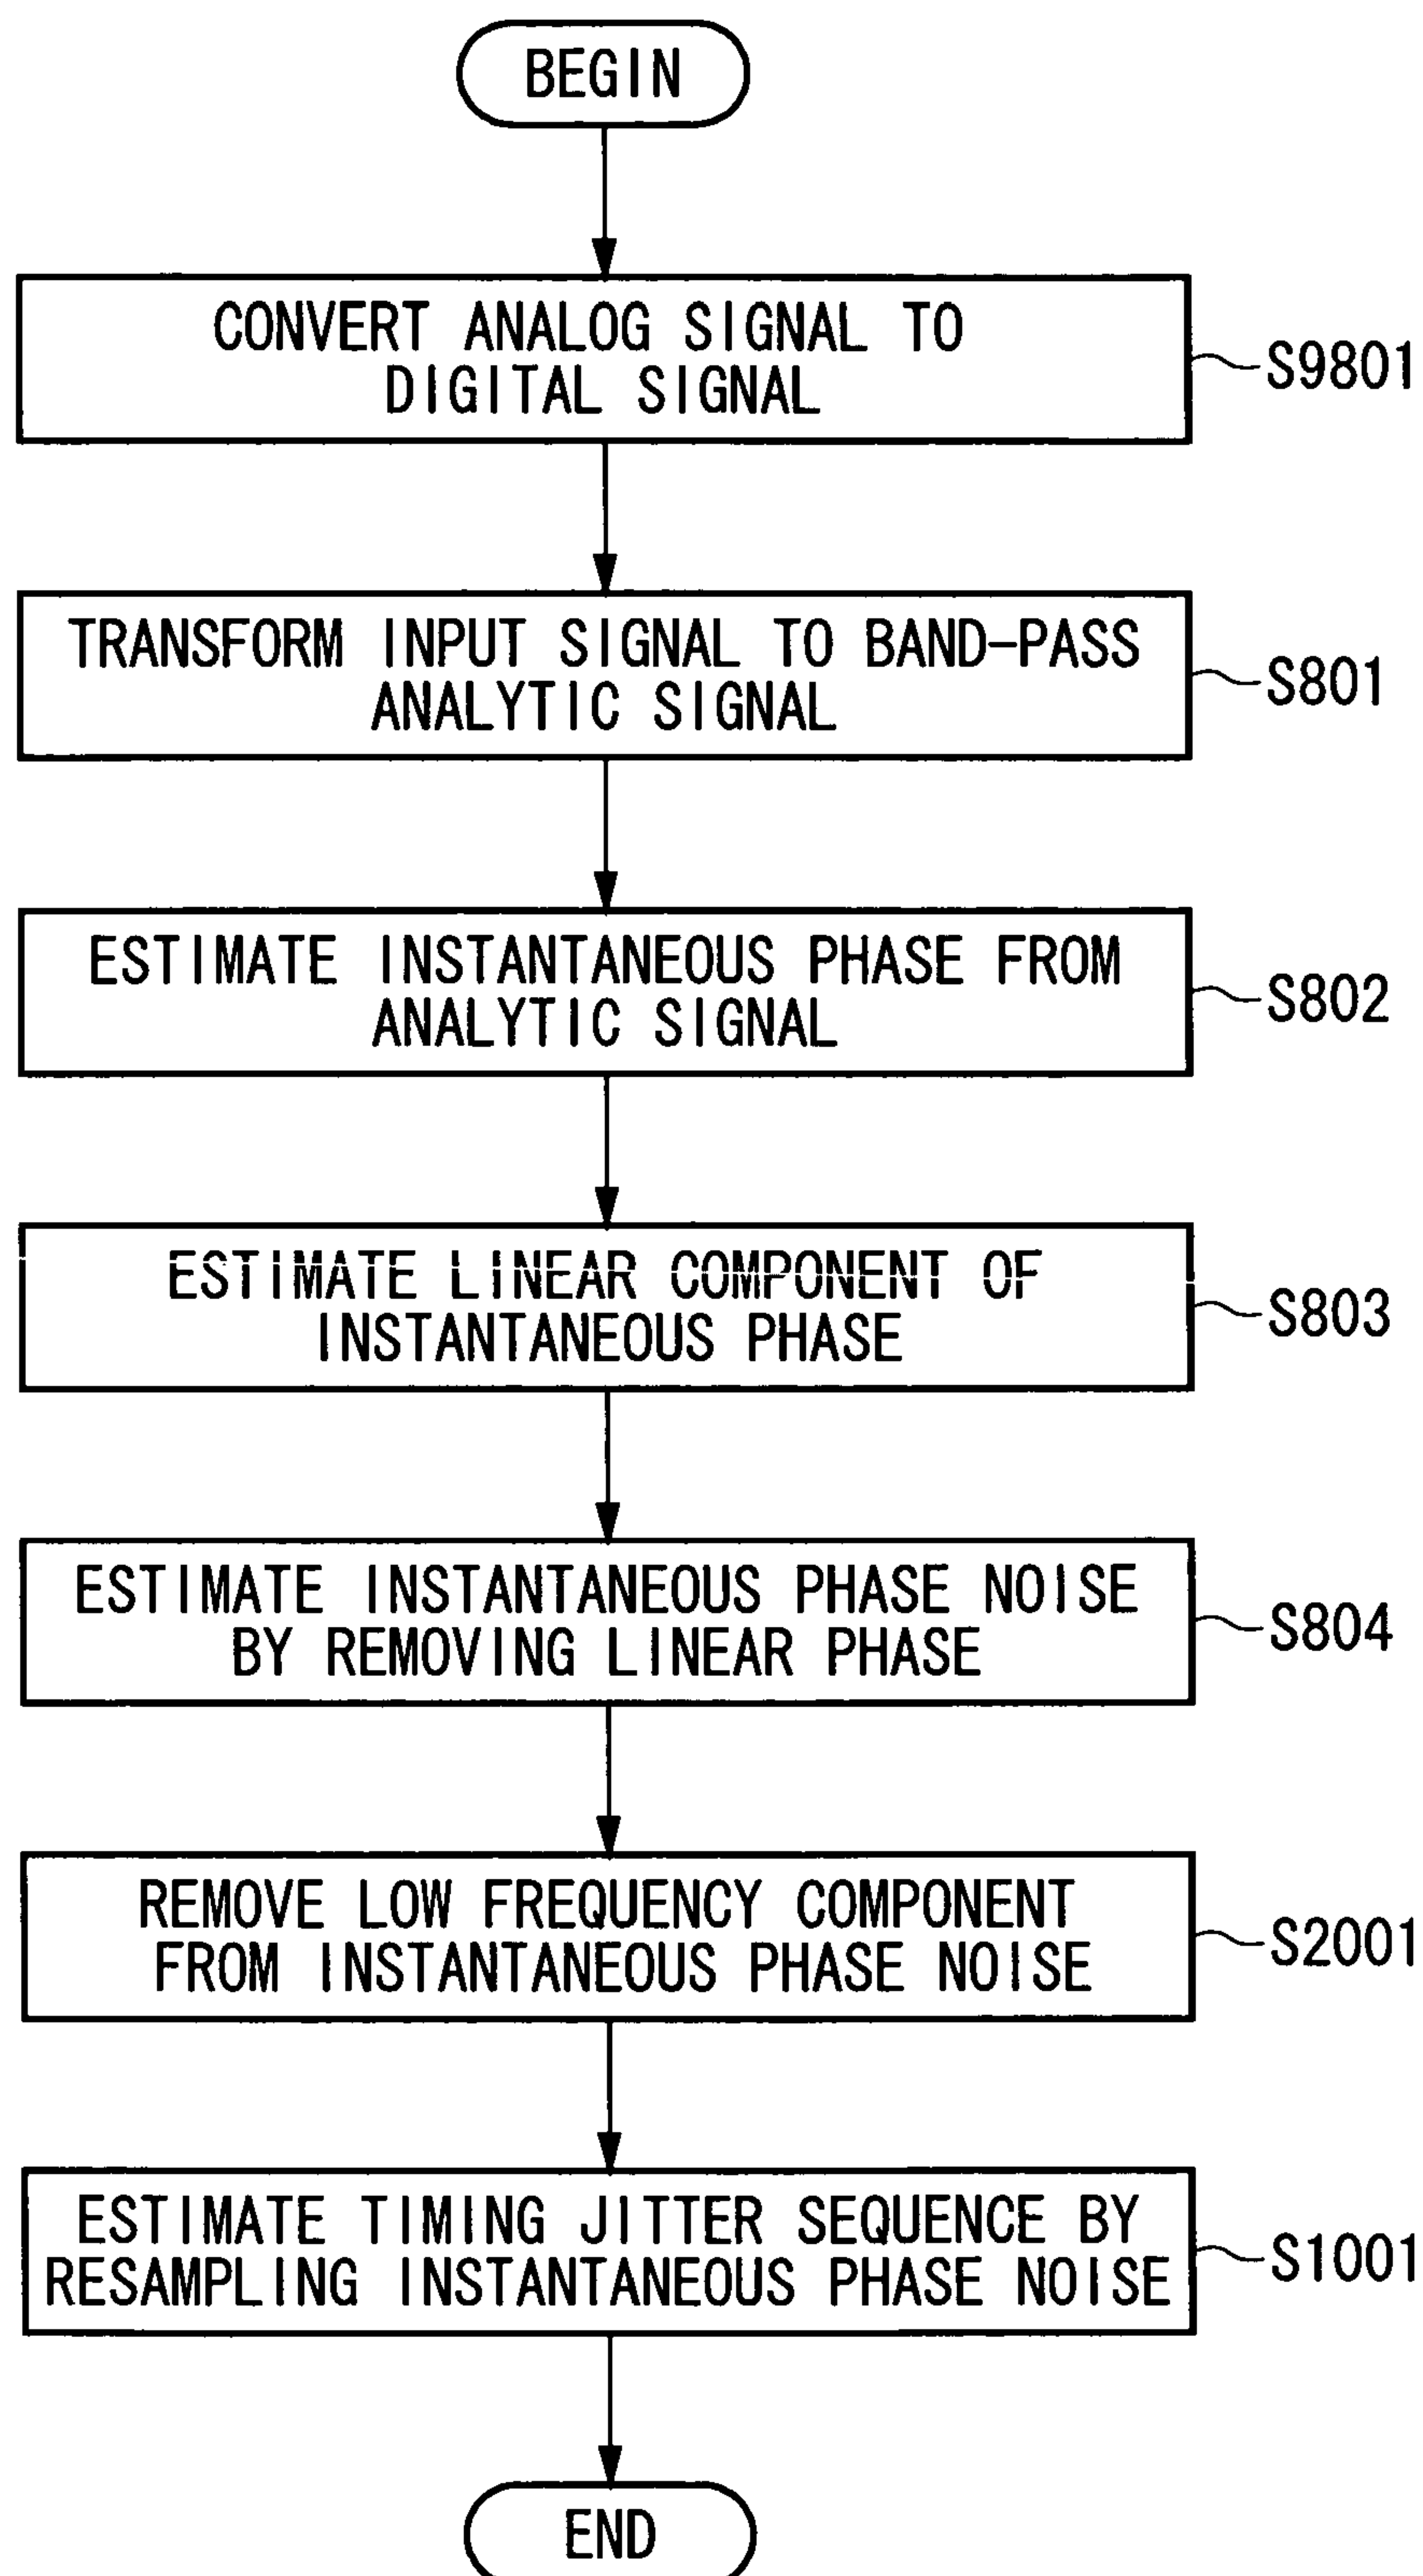 BEGIN
CONVERT ANALOG SIGNAL TO
DIGITAL SIGNAL
S9801
TRANSFORM INPUT SIGNAL TO BAND-PASS
ANALYTIC SIGNAL
S801
ESTIMATE INSTANTANEOUS PHASE FROM
ANALYTIC SIGNAL
S802
ESTIMATE LINEAR COMPONENT OF
INSTANTANEOUS PHASE
S803
ESTIMATE INSTANTANEOUS PHASE NOISE
BY REMOVING LINEAR PHASE
S804
REMOVE LOW FREQUENCY COMPONENT
FROM INSTANTANEOUS PHASE NOISE
S2001
ESTIMATE TIMING JITTER SEQUENCE BY
RESAMPLING INSTANTANEOUS PHASE NOISE
S1001
END